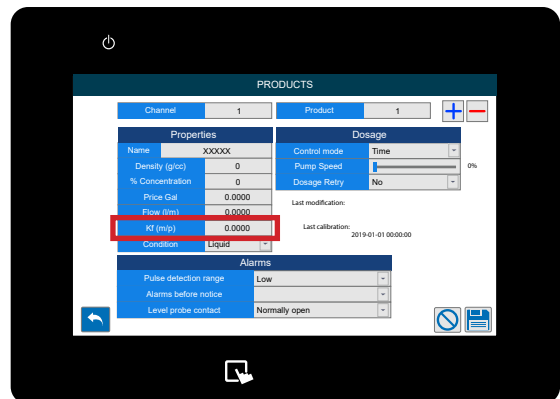 PRODUCTS
Channel 1 Product 1
Properties Dosage
Name XXXXX Control mode Time
Density (g/cc) 0 Pump Speed 0%
% Concentration 0 Dosage Retry No
Price Gal 0.0000
Last modification:
Flow (l/m) 0.0000
Kf (m/p) 0.0000 Last calibration:
2019-01-01 00:00:00
Condition Liquid
Alarms
Pulse detection range Low
Alarms before notice
Level probe contact Normally open